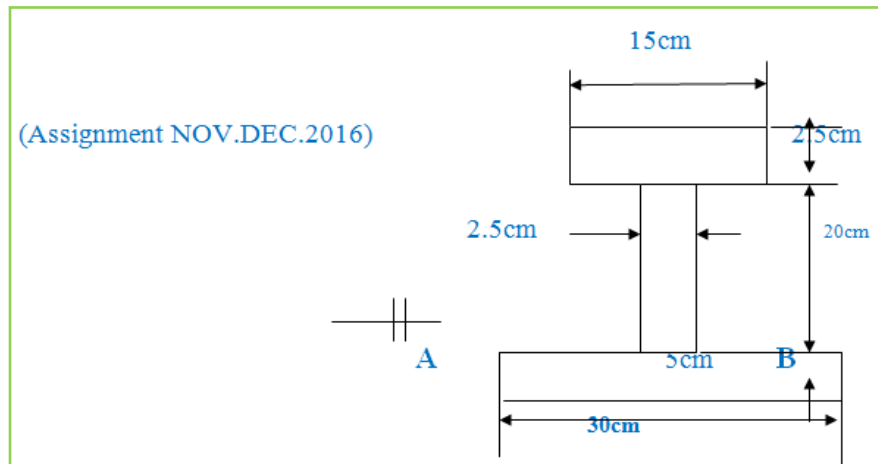 15cm
(Assignment NOV.DEC.2016)
2.5cm
2.5cm
20cm
A
5cm
B
30cm